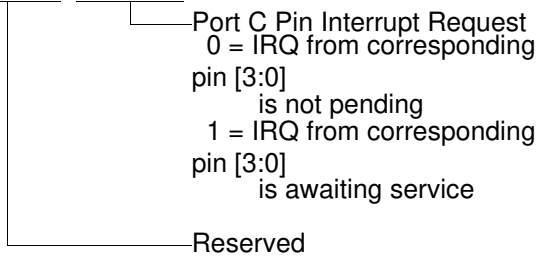 Port C Pin Interrupt Request
0 = IRQ from corresponding
pin [3:0]
is not pending
1 = IRQ from corresponding
pin [3:0]
is awaiting service
Reserved